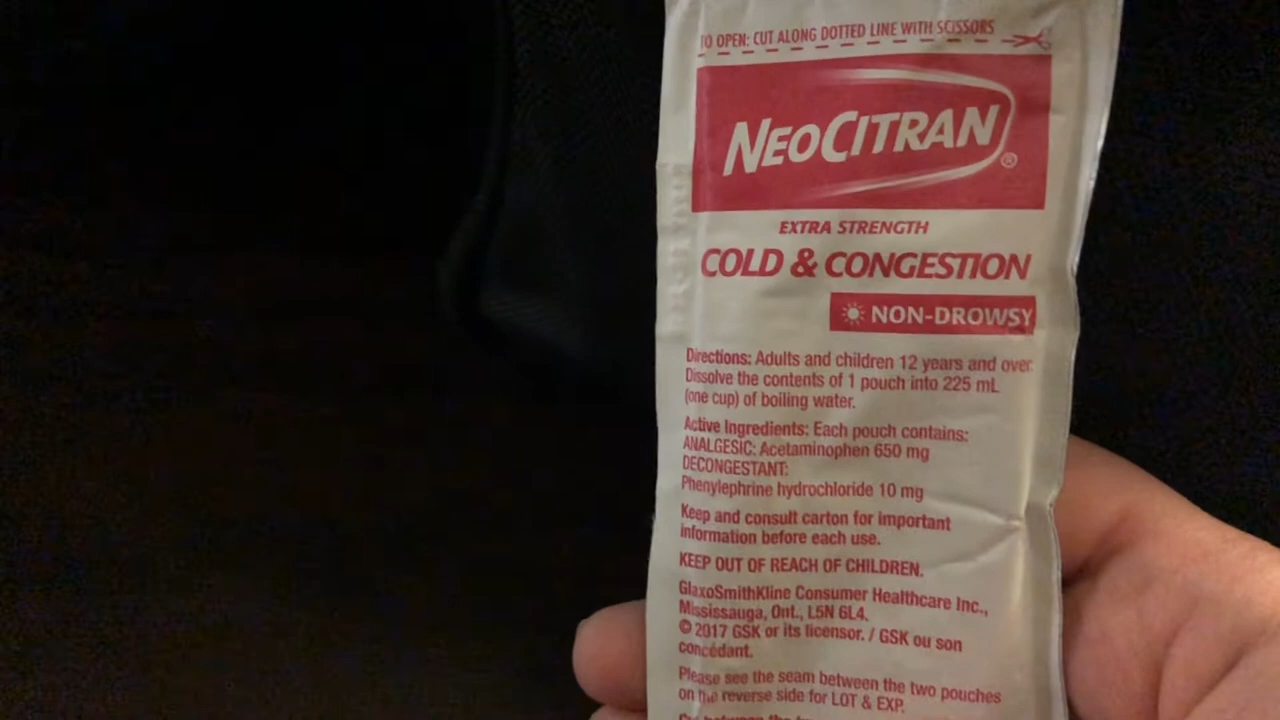 TO OPEN: CUT ALONG DOTTED LINE WITH SCISSORS
NEOCITRAN®
EXTRA STRENGTH
COLD & CONGESTION
NON-DROWSY
Directions: Adults and children 12 years and over.
Dissolve the contents of 1 pouch into 225 mL
(one cup) of boiling water.
Active Ingredients: Each pouch contains:
ANALGESIC: Acetaminophen 650 mg
DECONGESTANT:
Phenylephrine hydrochloride 10 mg
Keep and consult carton for important
information before each use.
KEEP OUT OF REACH OF CHILDREN.
GlaxoSmithKline Consumer Healthcare Inc.,
Mississauga, Ont., L5N 6L4.
© 2017 GSK or its licensor. / GSK ou son
concédant.
Please see the seam between the two pouches
on the reverse side for LOT & EXP.
between the